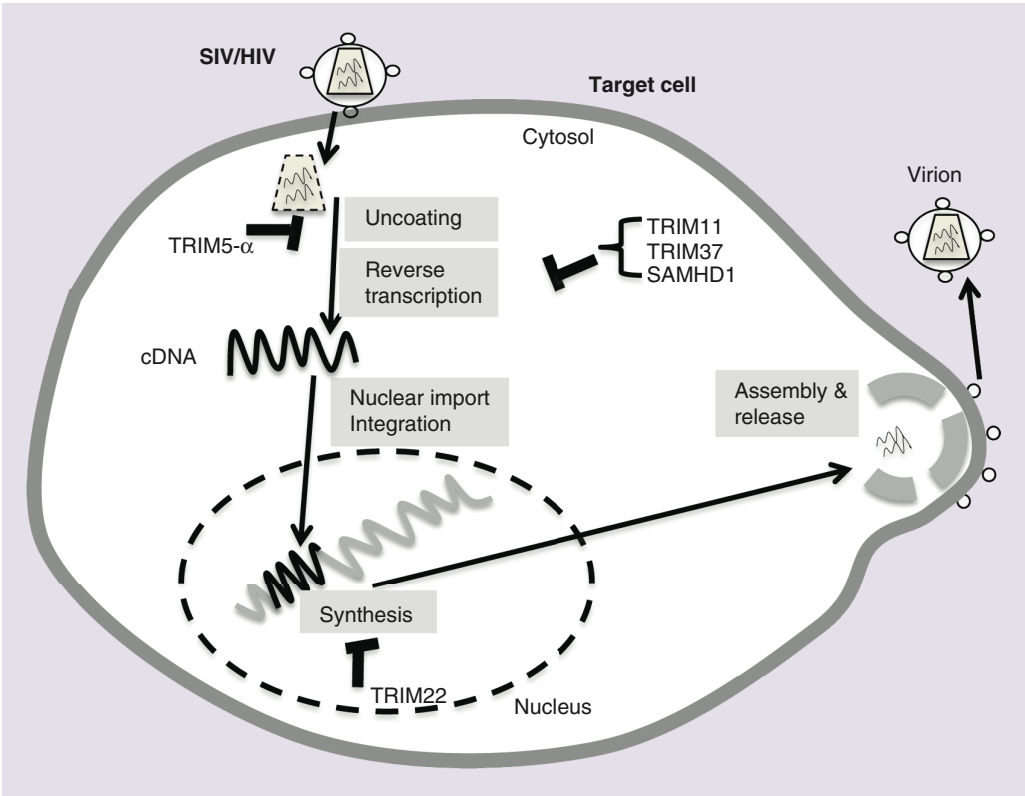 SIV/HIV
Target cell
Cytosol
Virion
Uncoating
TRIM5-α
TRIM11
TRIM37
SAMHD1
Reverse
transcription
cDNA
Nuclear import
Integration
Assembly &
release
Synthesis
TRIM22
Nucleus